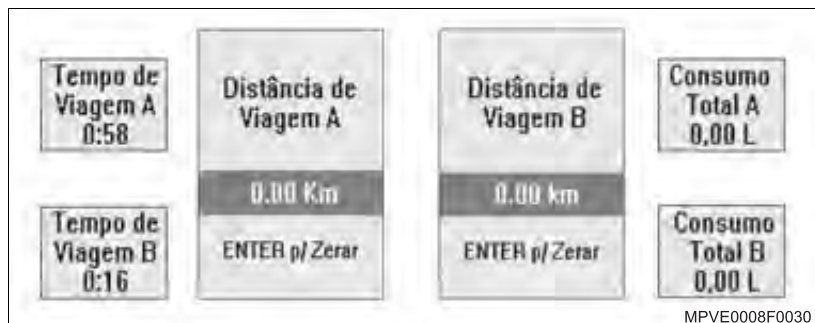 Tempo de
Viagem A
0:58
Tempo de
Viagem B
0:16
Distância de
Viagem A
0.00 Km
ENTER p/ Zerar
Distância de
Viagem B
0.00 km
ENTER p/ Zerar
Consumo
Total A
0,00 L
Consumo
Total B
0,00 L
MPVE0008F0030